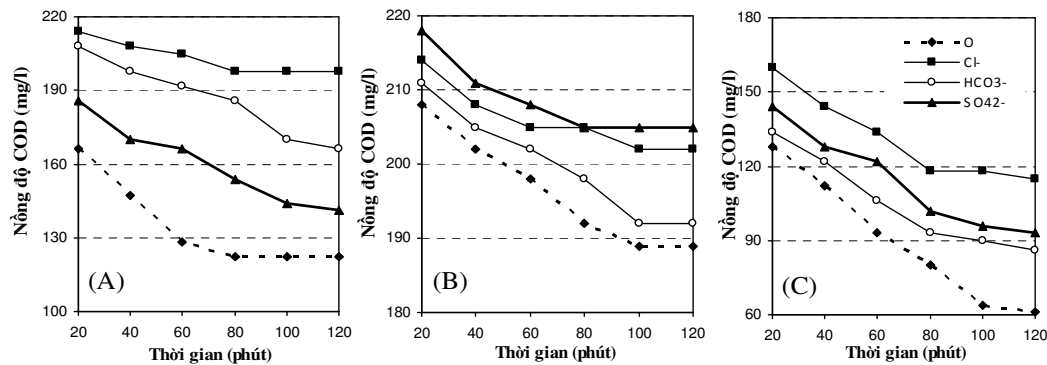 Nồng độ COD (mg/l)
220
190
160
130
100
(A)
20 40 60 80 100 120
Thời gian (phút)
Nồng độ COD (mg/l)
220
210
200
190
180
(B)
20 40 60 80 100 120
Thời gian (phút)
Nồng độ COD (mg/l)
180
150
120
90
60
O
Cl-
HCO3-
SO42-
(C)
20 40 60 80 100 120
Thời gian (phút)